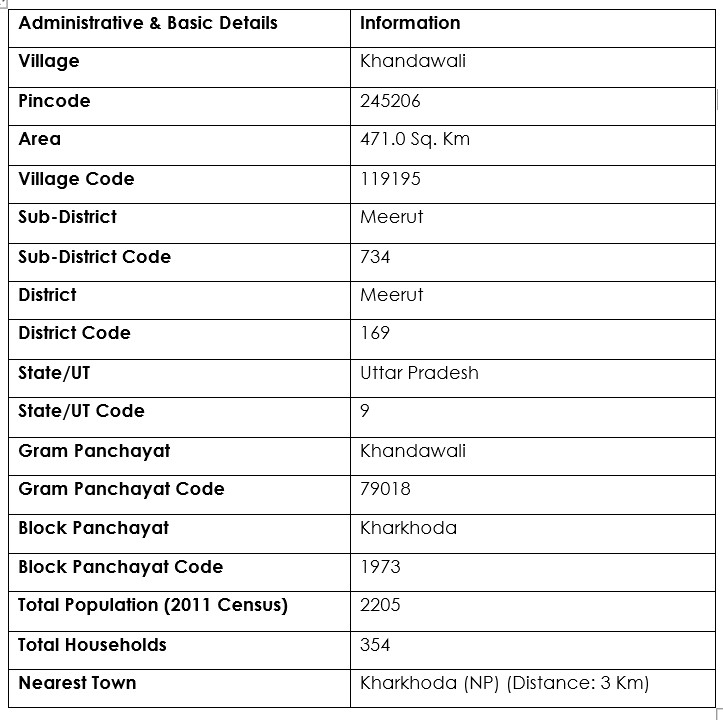 Administrative & Basic Details Information
Village Khandawali
Pincode 245206
Area 471.0 Sq. Km
Village Code 119195
Sub-District Meerut
Sub-District Code 734
District Meerut
District Code 169
State/UT Uttar Pradesh
State/UT Code 9
Gram Panchayat Khandawali
Gram Panchayat Code 79018
Block Panchayat Kharkhoda
Block Panchayat Code 1973
Total Population (2011 Census) 2205
Total Households 354
Nearest Town Kharkhoda (NP) (Distance: 3 Km)